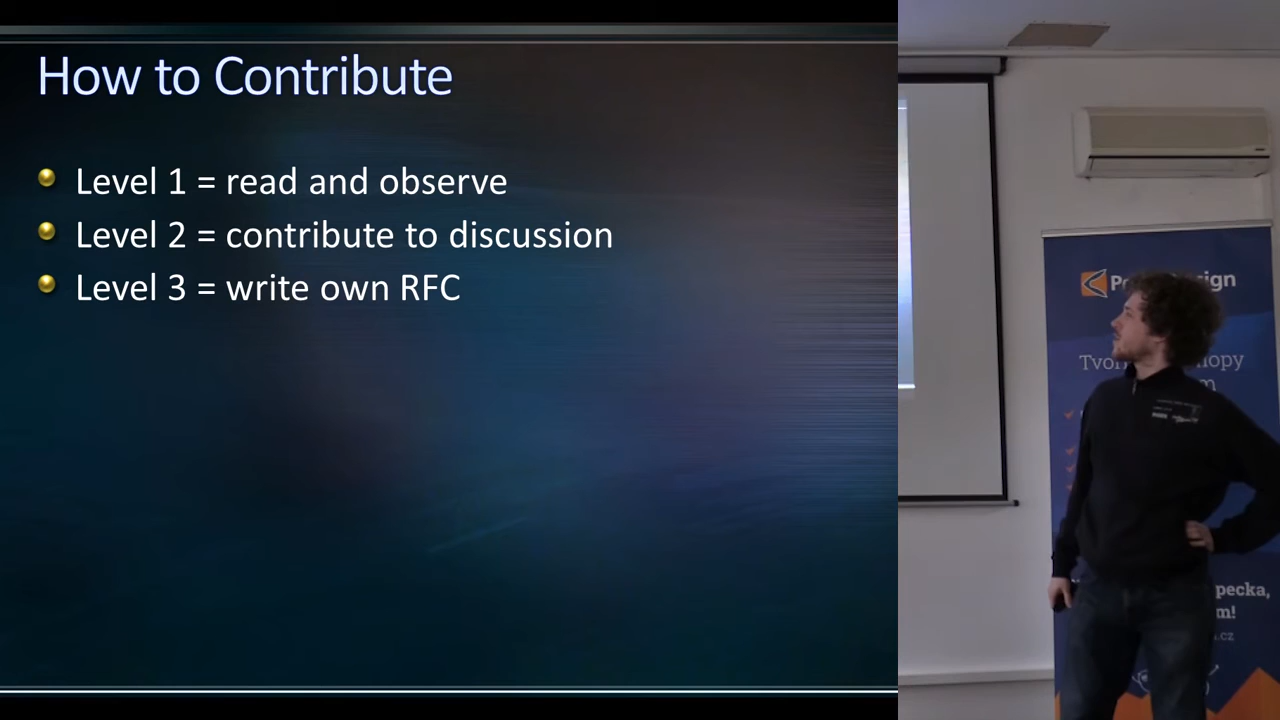 How to Contribute
Level 1 = read and observe
Level 2 = contribute to discussion
Level 3 = write own RFC
pecka,
m!
.cz